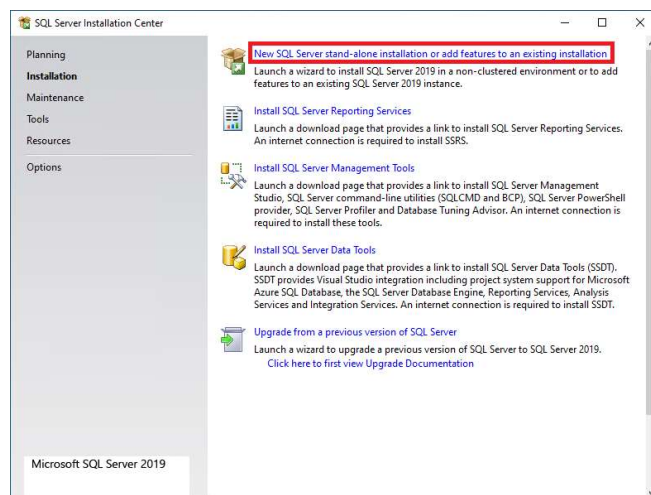 SQL Server Installation Center
Planning
Installation
Maintenance
Tools
Resources
Options
New SQL Server stand-alone installation or add features to an existing installation
Launch a wizard to install SQL Server 2019 in a non-clustered environment or to add
features to an existing SQL Server 2019 instance.
Install SQL Server Reporting Services
Launch a download page that provides a link to install SQL Server Reporting Services.
An internet connection is required to install SSRS.
Install SQL Server Management Tools
Launch a download page that provides a link to install SQL Server Management
Studio, SQL Server command-line utilities (SQLCMD and BCP), SQL Server PowerShell
provider, SQL Server Profiler and Database Tuning Advisor. An internet connection is
required to install these tools.
Install SQL Server Data Tools
Launch a download page that provides a link to install SQL Server Data Tools (SSDT).
SSDT provides Visual Studio integration including project system support for Microsoft
Azure SQL Database, the SQL Server Database Engine, Reporting Services, Analysis
Services and Integration Services. An internet connection is required to install SSDT.
Upgrade from a previous version of SQL Server
Launch a wizard to upgrade a previous version of SQL Server to SQL Server 2019.
Click here to first view Upgrade Documentation
Microsoft SQL Server 2019